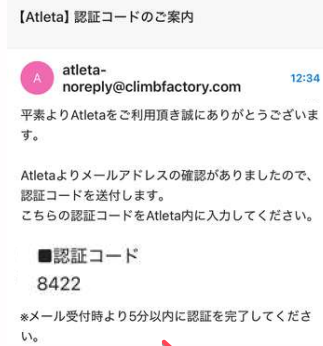 【Atleta】認証コードのご案内
A
atleta-
noreply@climbfactory.com
12:34
平素よりAtletaをご利用頂き誠にありがとうございま
す。
Atletaよりメールアドレスの確認がありましたので、
認証コードを送付します。
こちらの認証コードをAtleta内に入力してください。
■認証コード
8422
※メール受付時より5分以内に認証を完了してくださ
い。